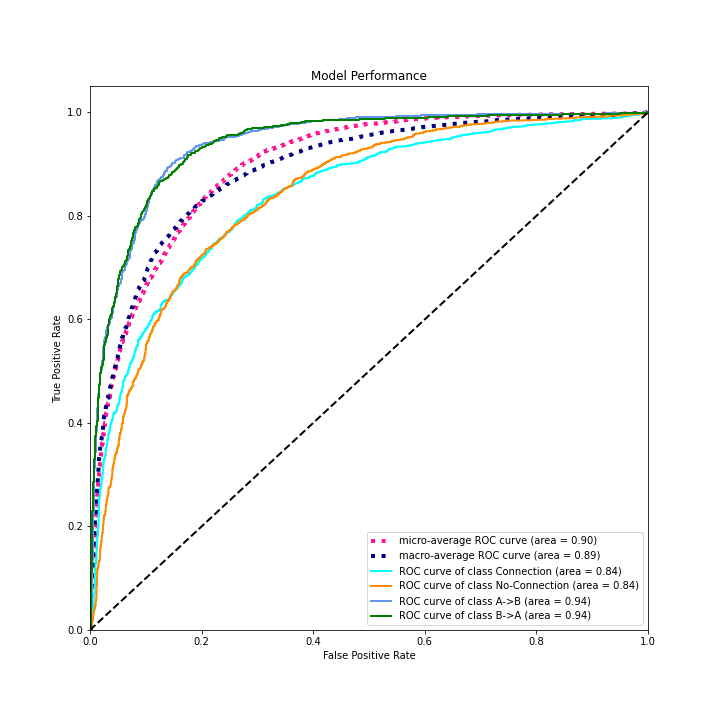 Model Performance
1.0
0.8
0.6
0.4
0.2
0.0
True Positive Rate
micro-average ROC curve (area = 0.90)
macro-average ROC curve (area = 0.89)
ROC curve of class Connection (area = 0.84)
ROC curve of class No-Connection (area = 0.84)
ROC curve of class A->B (area = 0.94)
ROC curve of class B->A (area = 0.94)
0.0 0.2 0.4 0.6 0.8 1.0
False Positive Rate